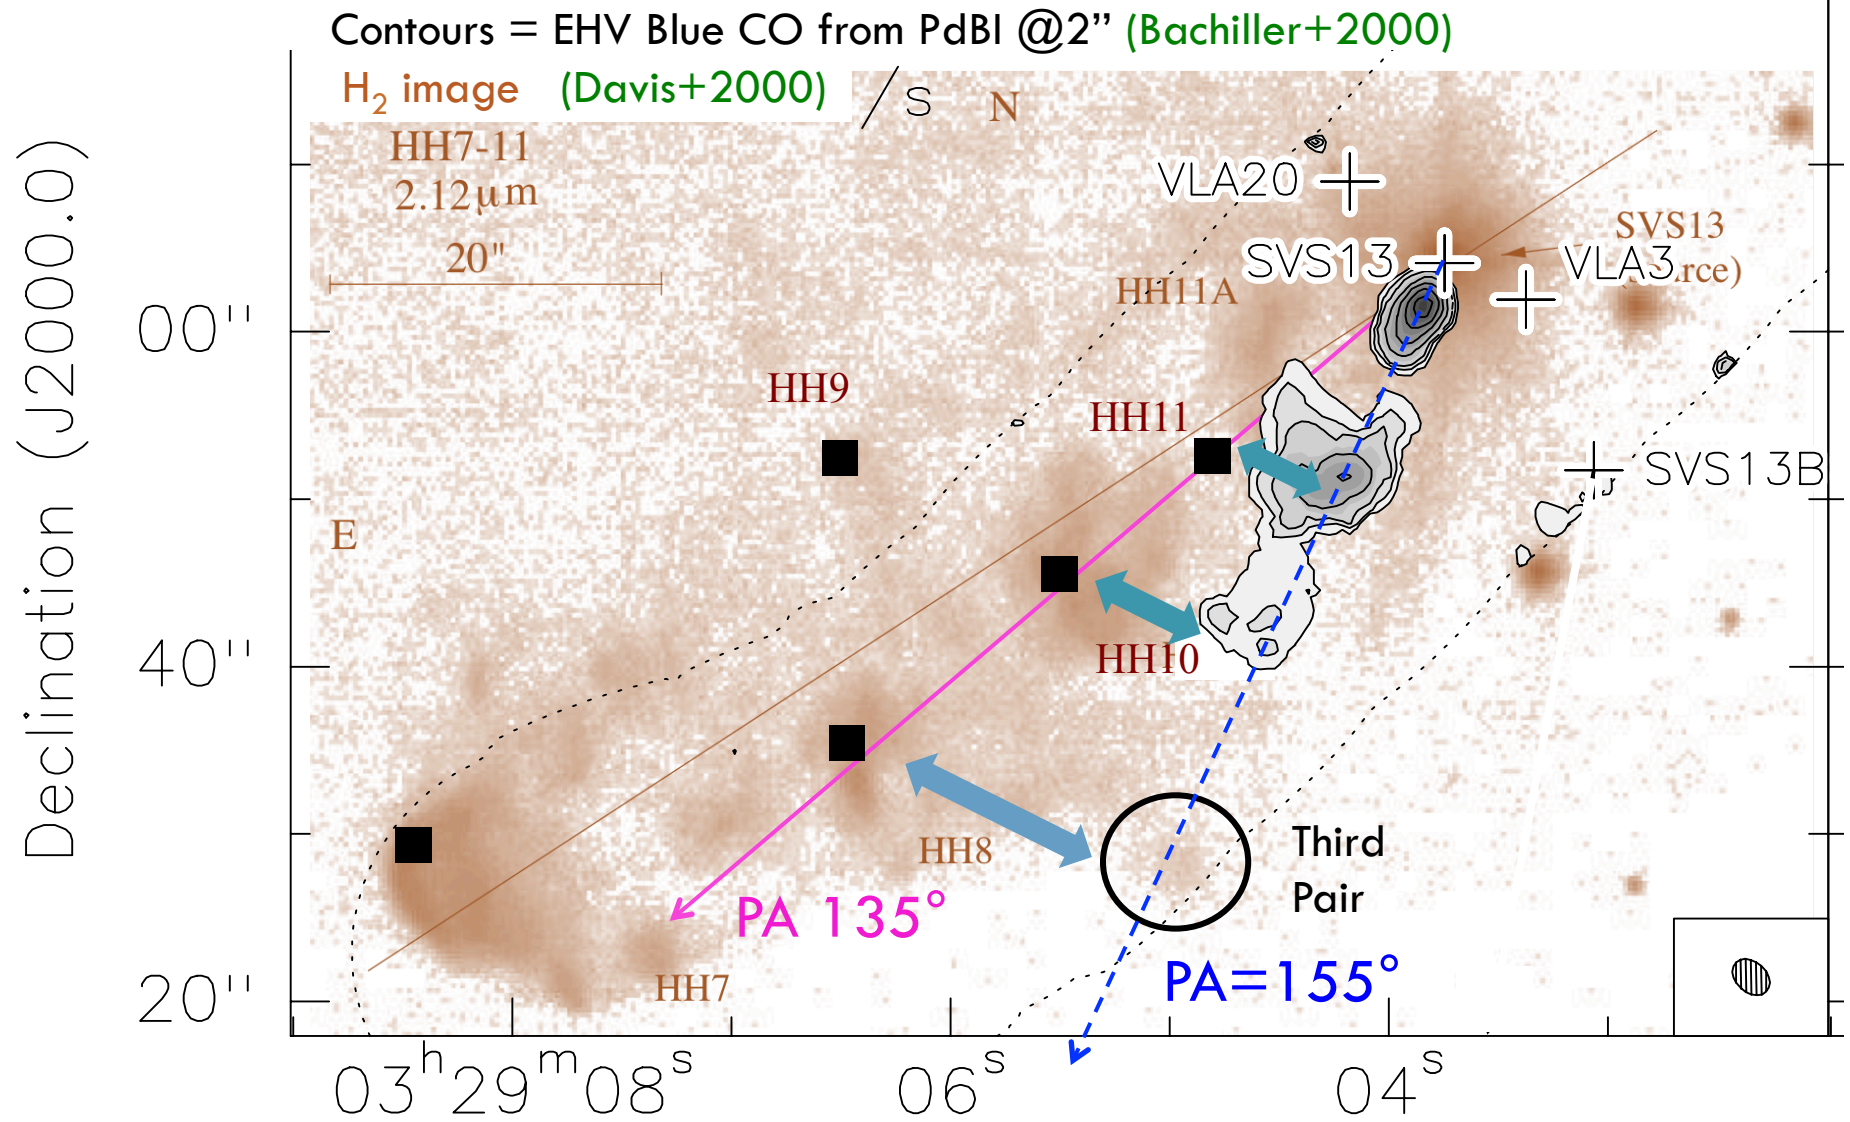 Contours = EHV Blue CO from PdBI @2” (Bachiller+2000)
H2 image (Davis+2000)
/S N
HH7-11
2.12μm
20"
VLA20
SVS13
SVS13
VLA3
rce)
HH11A
HH9
HH11
SVS13B
E
HH10
HH8
Third
Pair
PA 135°
PA=155°
HH7
Declination (J2000.0)
00"
40"
20"
03h29m08s
06s
04s